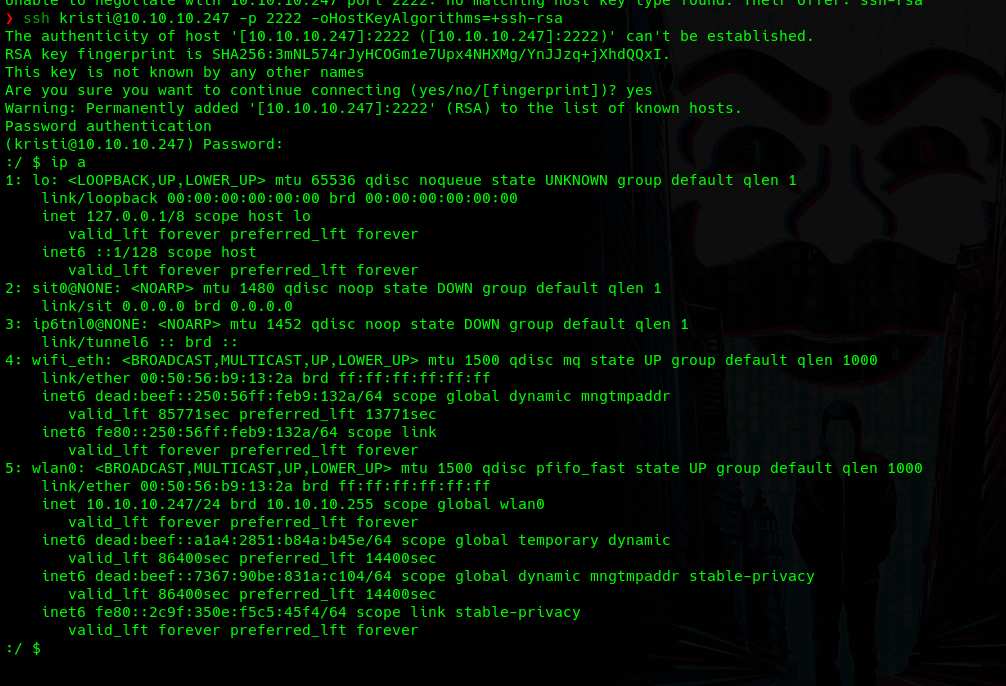 Unable to negotiate with 10.10.10.247 port 2222: no matching host key type found. Their offer: ssh-rsa
❯ ssh kristi@10.10.10.247 -p 2222 -oHostKeyAlgorithms=+ssh-rsa
The authenticity of host '[10.10.10.247]:2222 ([10.10.10.247]:2222)' can't be established.
RSA key fingerprint is SHA256:3mNL574rJyHCOGm1e7Upx4NHXMg/YnJJzq+jXhdQQxI.
This key is not known by any other names
Are you sure you want to continue connecting (yes/no/[fingerprint])? yes
Warning: Permanently added '[10.10.10.247]:2222' (RSA) to the list of known hosts.
Password authentication
(kristi@10.10.10.247) Password:
:/ $ ip a
1: lo: <LOOPBACK,UP,LOWER_UP> mtu 65536 qdisc noqueue state UNKNOWN group default qlen 1
    link/loopback 00:00:00:00:00:00 brd 00:00:00:00:00:00
    inet 127.0.0.1/8 scope host lo
       valid_lft forever preferred_lft forever
    inet6 ::1/128 scope host
       valid_lft forever preferred_lft forever
2: sit0@NONE: <NOARP> mtu 1480 qdisc noop state DOWN group default qlen 1
    link/sit 0.0.0.0 brd 0.0.0.0
3: ip6tnl0@NONE: <NOARP> mtu 1452 qdisc noop state DOWN group default qlen 1
    link/tunnel6 :: brd ::
4: wifi_eth: <BROADCAST,MULTICAST,UP,LOWER_UP> mtu 1500 qdisc mq state UP group default qlen 1000
    link/ether 00:50:56:b9:13:2a brd ff:ff:ff:ff:ff:ff
    inet6 dead:beef::250:56ff:feb9:132a/64 scope global dynamic mngtmpaddr
       valid_lft 85771sec preferred_lft 13771sec
    inet6 fe80::250:56ff:feb9:132a/64 scope link
       valid_lft forever preferred_lft forever
5: wlan0: <BROADCAST,MULTICAST,UP,LOWER_UP> mtu 1500 qdisc pfifo_fast state UP group default qlen 1000
    link/ether 00:50:56:b9:13:2a brd ff:ff:ff:ff:ff:ff
    inet 10.10.10.247/24 brd 10.10.10.255 scope global wlan0
       valid_lft forever preferred_lft forever
    inet6 dead:beef::a1a4:2851:b84a:b45e/64 scope global temporary dynamic
       valid_lft 86400sec preferred_lft 14400sec
    inet6 dead:beef::7367:90be:831a:c104/64 scope global dynamic mngtmpaddr stable-privacy
       valid_lft 86400sec preferred_lft 14400sec
    inet6 fe80::2c9f:350e:f5c5:45f4/64 scope link stable-privacy
       valid_lft forever preferred_lft forever
:/ $